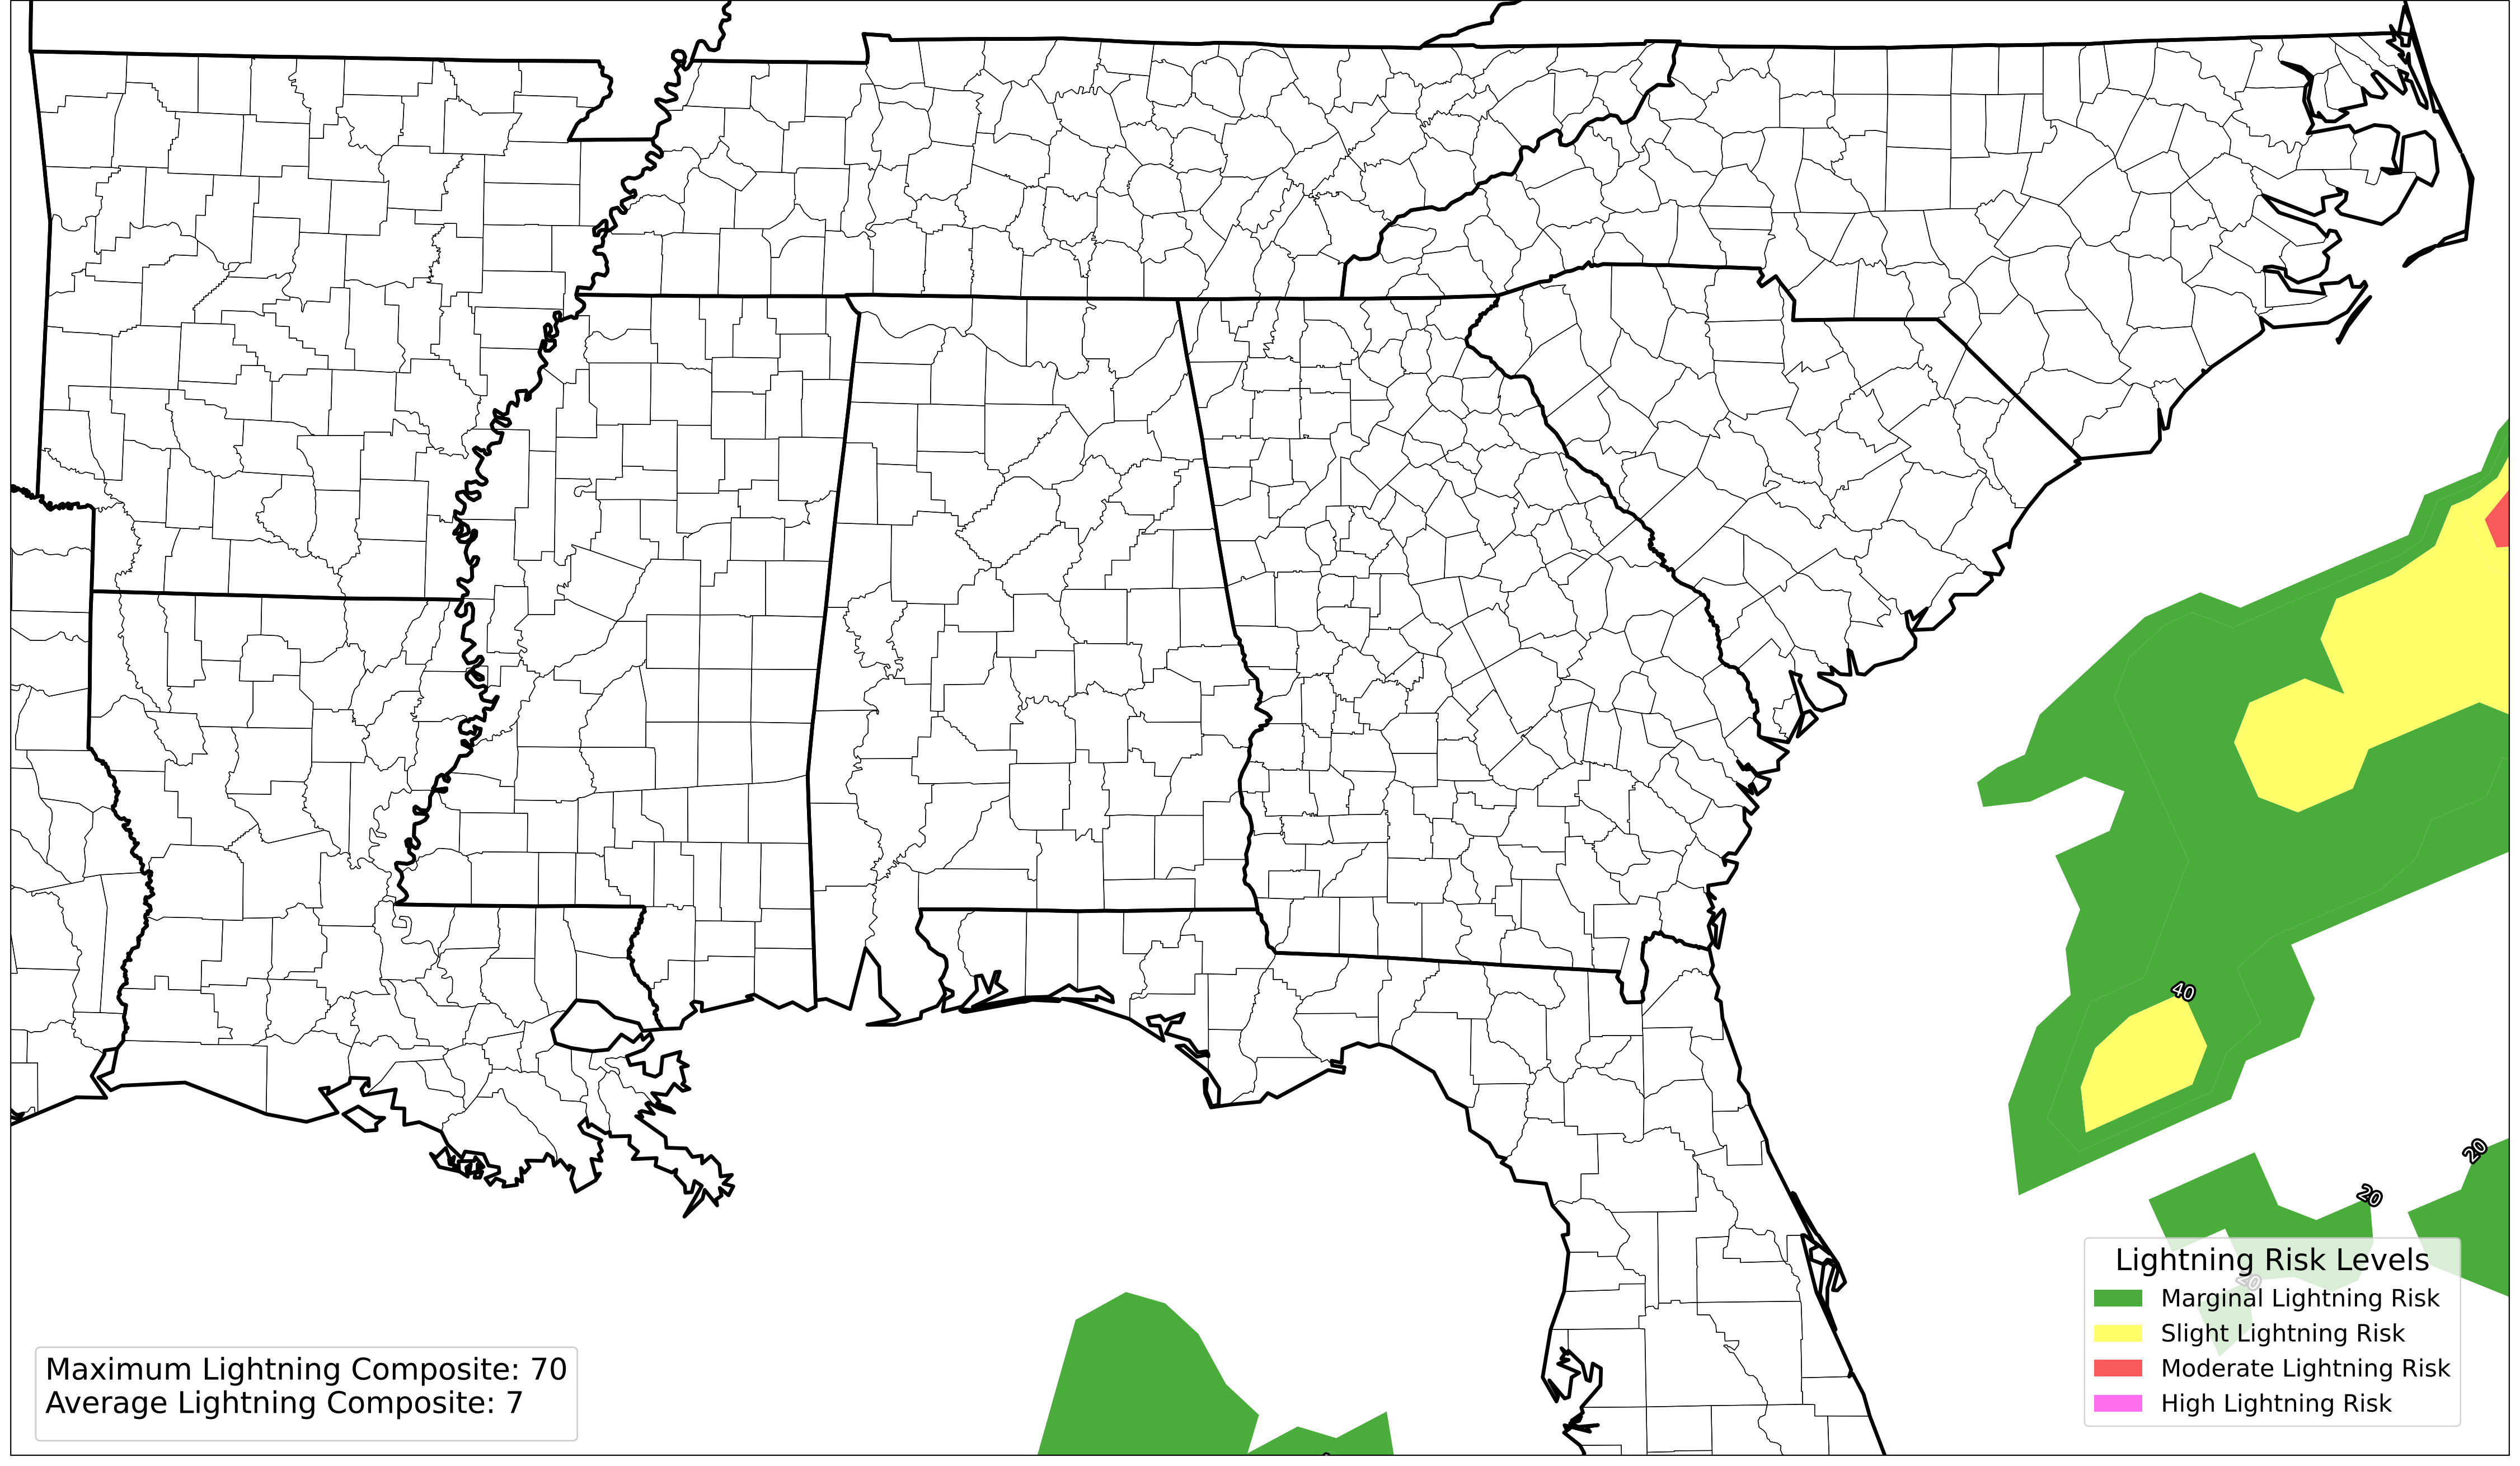 40
20
20
20
Lightning Risk Levels
Marginal Lightning Risk
Slight Lightning Risk
Moderate Lightning Risk
High Lightning Risk
Maximum Lightning Composite: 70
Average Lightning Composite: 7